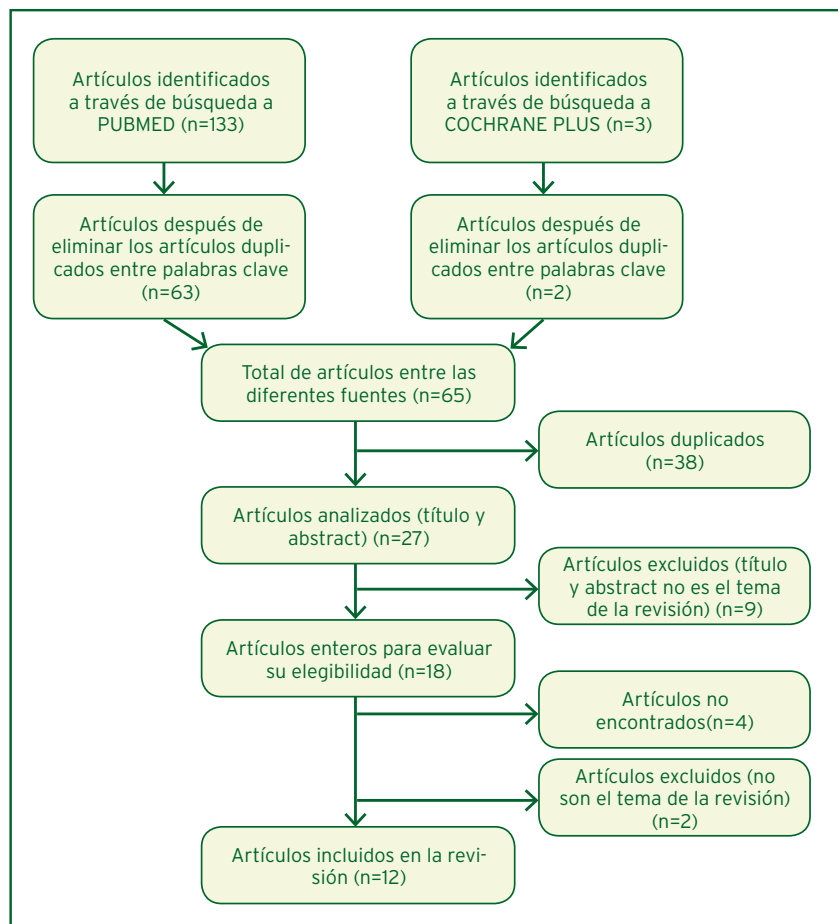 Artículos identificados
a través de búsqueda a
PUBMED (n=133)
Artículos identificados
a través de búsqueda a
COCHRANE PLUS (n=3)
Artículos después de
eliminar los artículos dupli-
cados entre palabras clave
(n=63)
Artículos después de
eliminar los artículos dupli-
cados entre palabras clave
(n=2)
Total de artículos entre las
diferentes fuentes (n=65)
Artículos duplicados
(n=38)
Artículos analizados (título y
abstract) (n=27)
Artículos excluidos (título
y abstract no es el tema
de la revisión) (n=9)
Artículos enteros para evaluar
su elegibilidad (n=18)
Artículos no
encontrados(n=4)
Artículos excluidos (no
son el tema de la revisión)
(n=2)
Artículos incluidos en la revi-
sión (n=12)